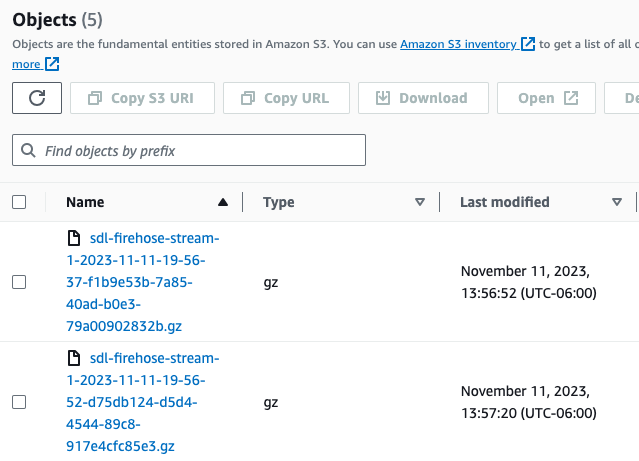 Objects (5)
Objects are the fundamental entities stored in Amazon S3. You can use Amazon S3 inventory to get a list of all
more
Copy S3 URI Copy URL Download Open De
Find objects by prefix
Name Type Last modified
sdl-firehose-stream-
1-2023-11-11-19-56-
37-f1b9e53b-7a85-
40ad-b0e3-
79a00902832b.gz
gz
November 11, 2023,
13:56:52 (UTC-06:00)
sdl-firehose-stream-
1-2023-11-11-19-56-
52-d75db124-d5d4-
4544-89c8-
917e4cfc85e3.gz
gz
November 11, 2023,
13:57:20 (UTC-06:00)